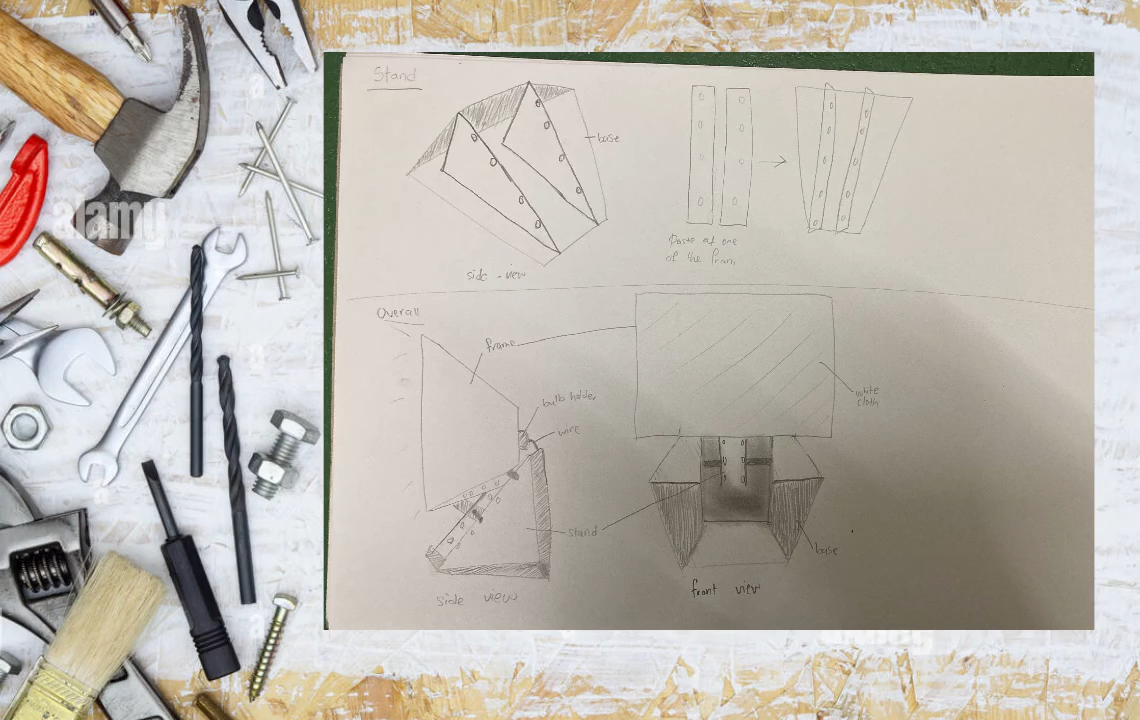 Stand
base
side - view
Paste at one
of the fram
Overall
frame
bulb holder
wire
white
cloth
stand
base
side view
front view
alamy